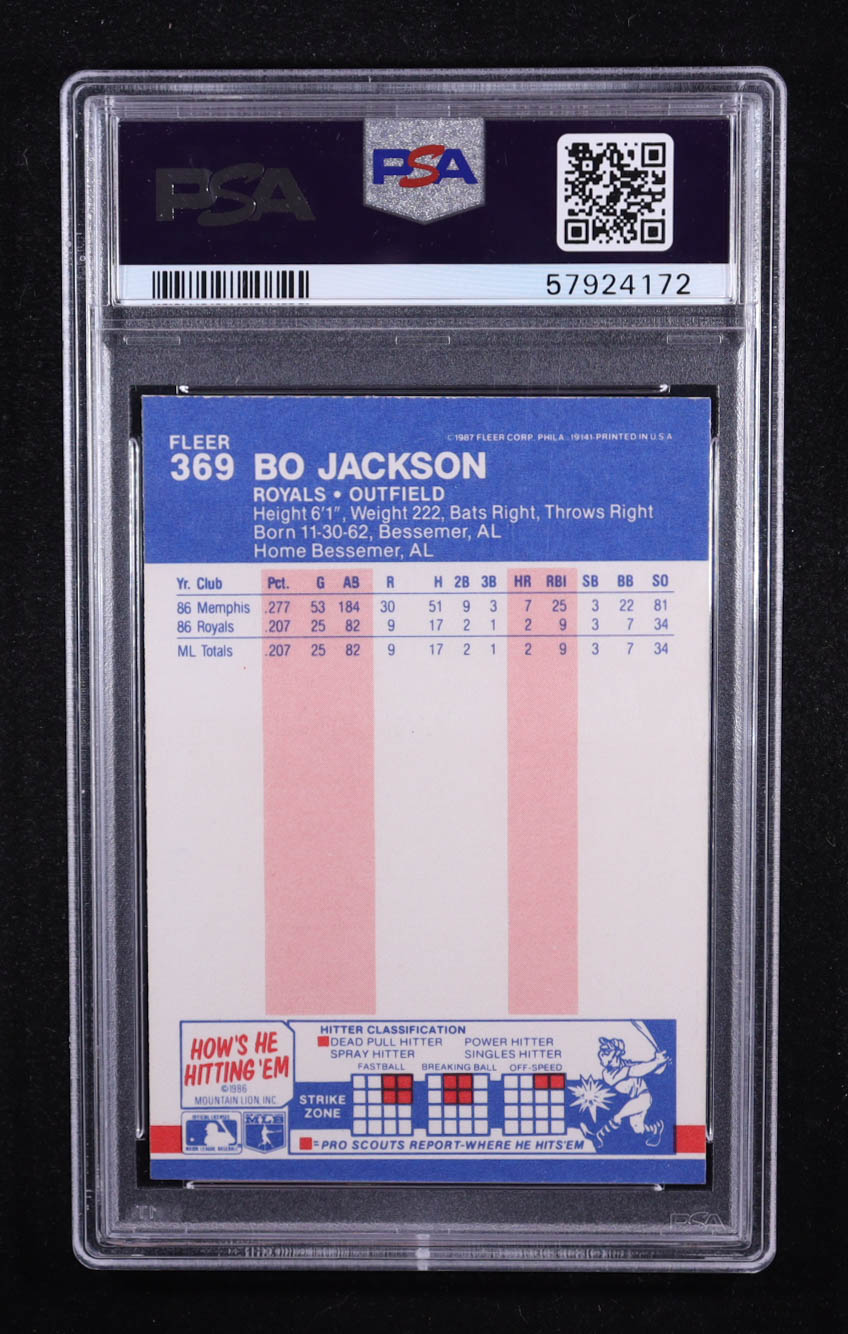 PSA
PSA
57924172
FLEER
369 BO JACKSON
©1987 FLEER CORP. PHILA. 19141-PRINTED IN U.S.A
ROYALS • OUTFIELD
Height 6'1", Weight 222, Bats Right, Throws Right
Born 11-30-62, Bessemer, AL
Home Bessemer, AL
Yr. Club Pct. G AB R H 2B 3B HR RBI SB BB SO
86 Memphis .277 53 184 30 51 9 3 7 25 3 22 81
86 Royals .207 25 82 9 17 2 1 2 9 3 7 34
ML Totals .207 25 82 9 17 2 1 2 9 3 7 34
HOW'S HE
HITTING 'EM
©1986
MOUNTAIN LION, INC.
HITTER CLASSIFICATION
DEAD PULL HITTER POWER HITTER
SPRAY HITTER SINGLES HITTER
FASTBALL BREAKING BALL OFF-SPEED
STRIKE
ZONE
MLB
MAJOR LEAGUE BASEBALL
=PRO SCOUTS REPORT-WHERE HE HITS'EM
PSA